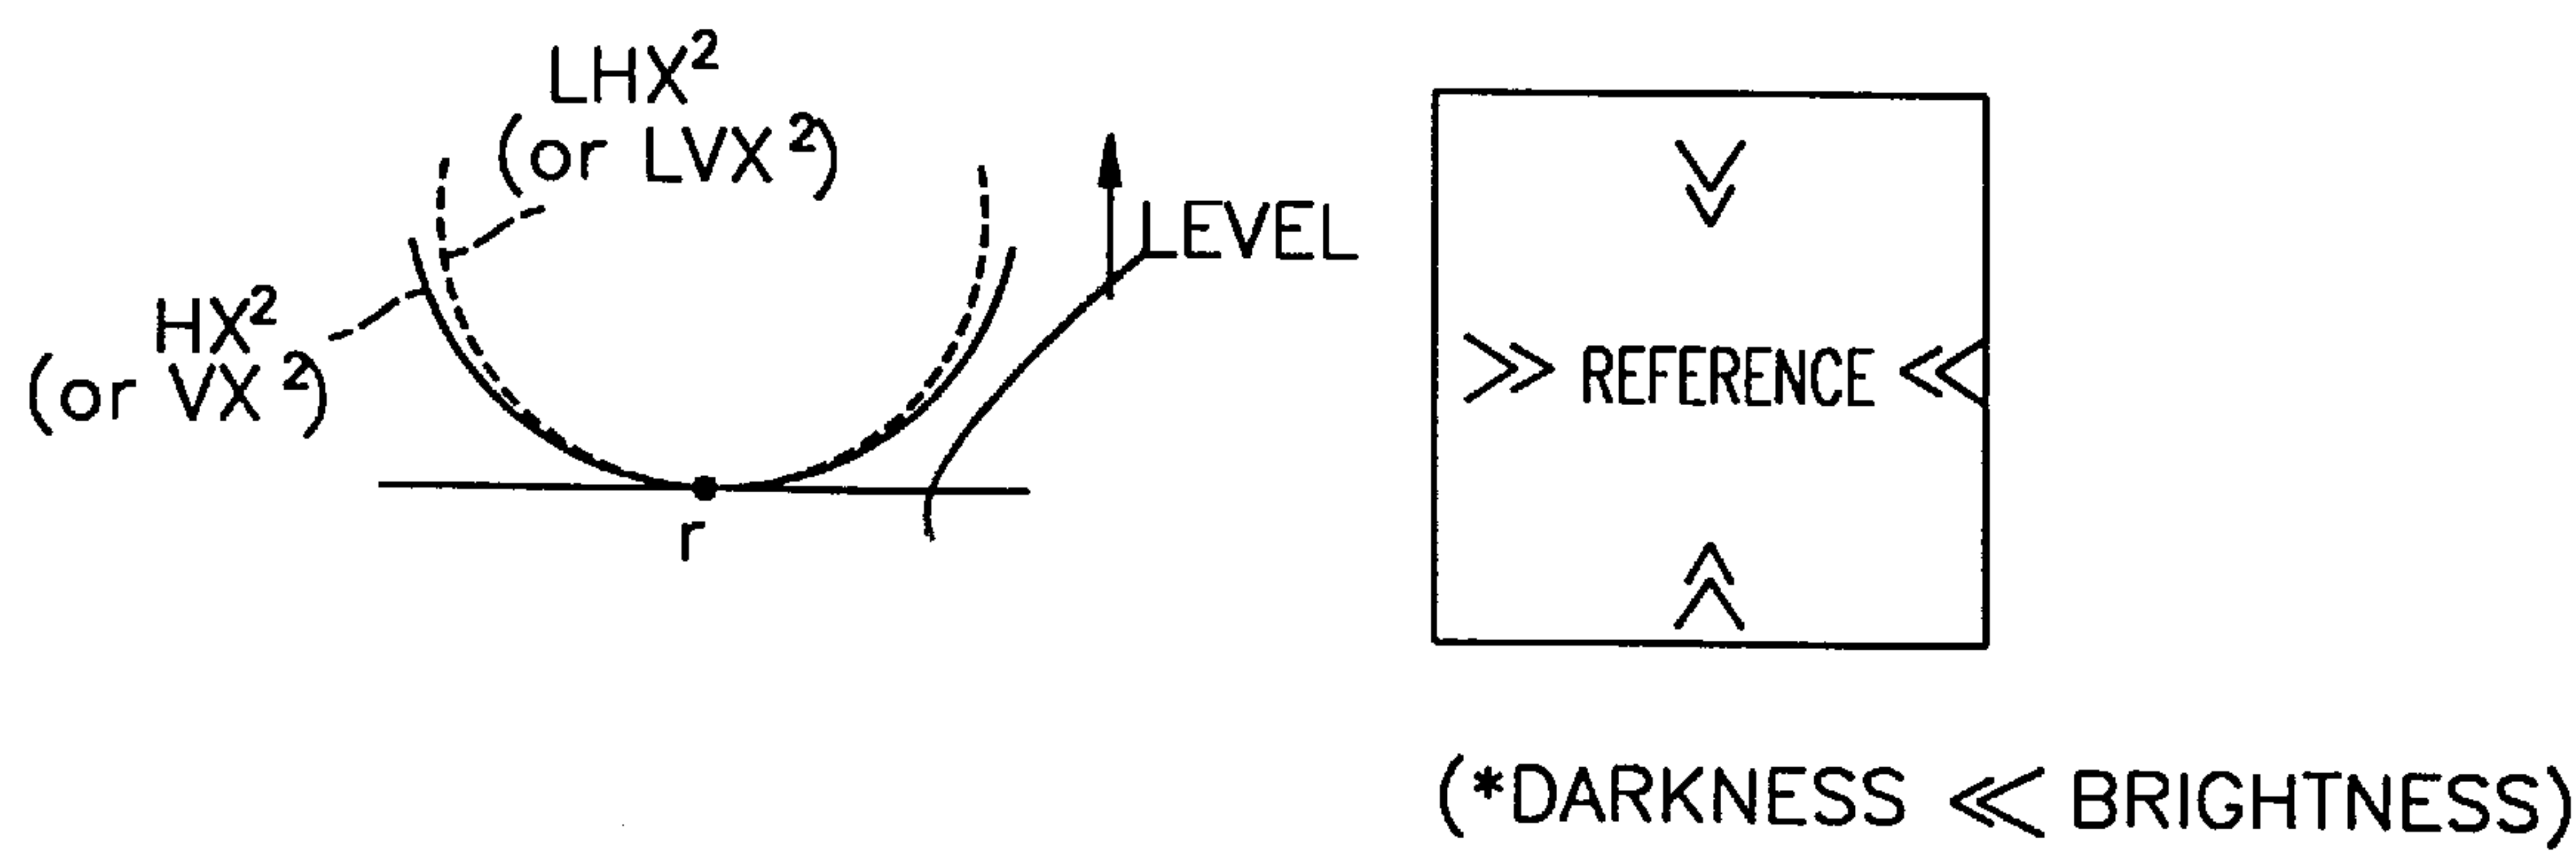 LHX²
(or LVX²)
HX²
(or VX²)
LEVEL
r
REFERENCE
(*DARKNESS ≪ BRIGHTNESS)